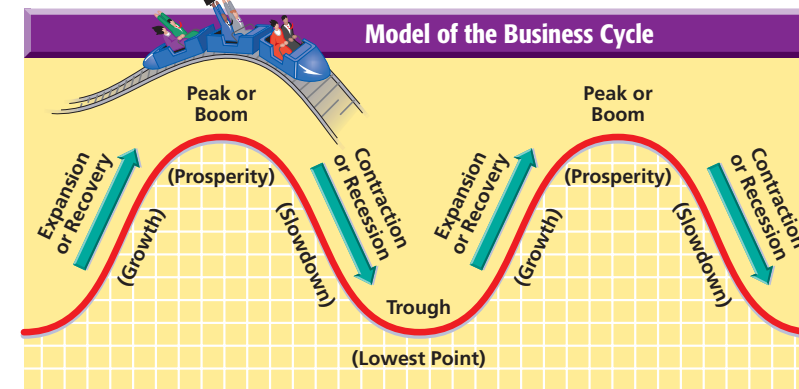 Model of the Business Cycle
Peak or
Boom
Peak or
Boom
Expansion
or Recovery
(Prosperity)
Contraction
or Recession
Expansion
or Recovery
(Prosperity)
Contraction
or Recession
(Growth)
(Slowdown)
(Growth)
(Slowdown)
Trough
(Lowest Point)